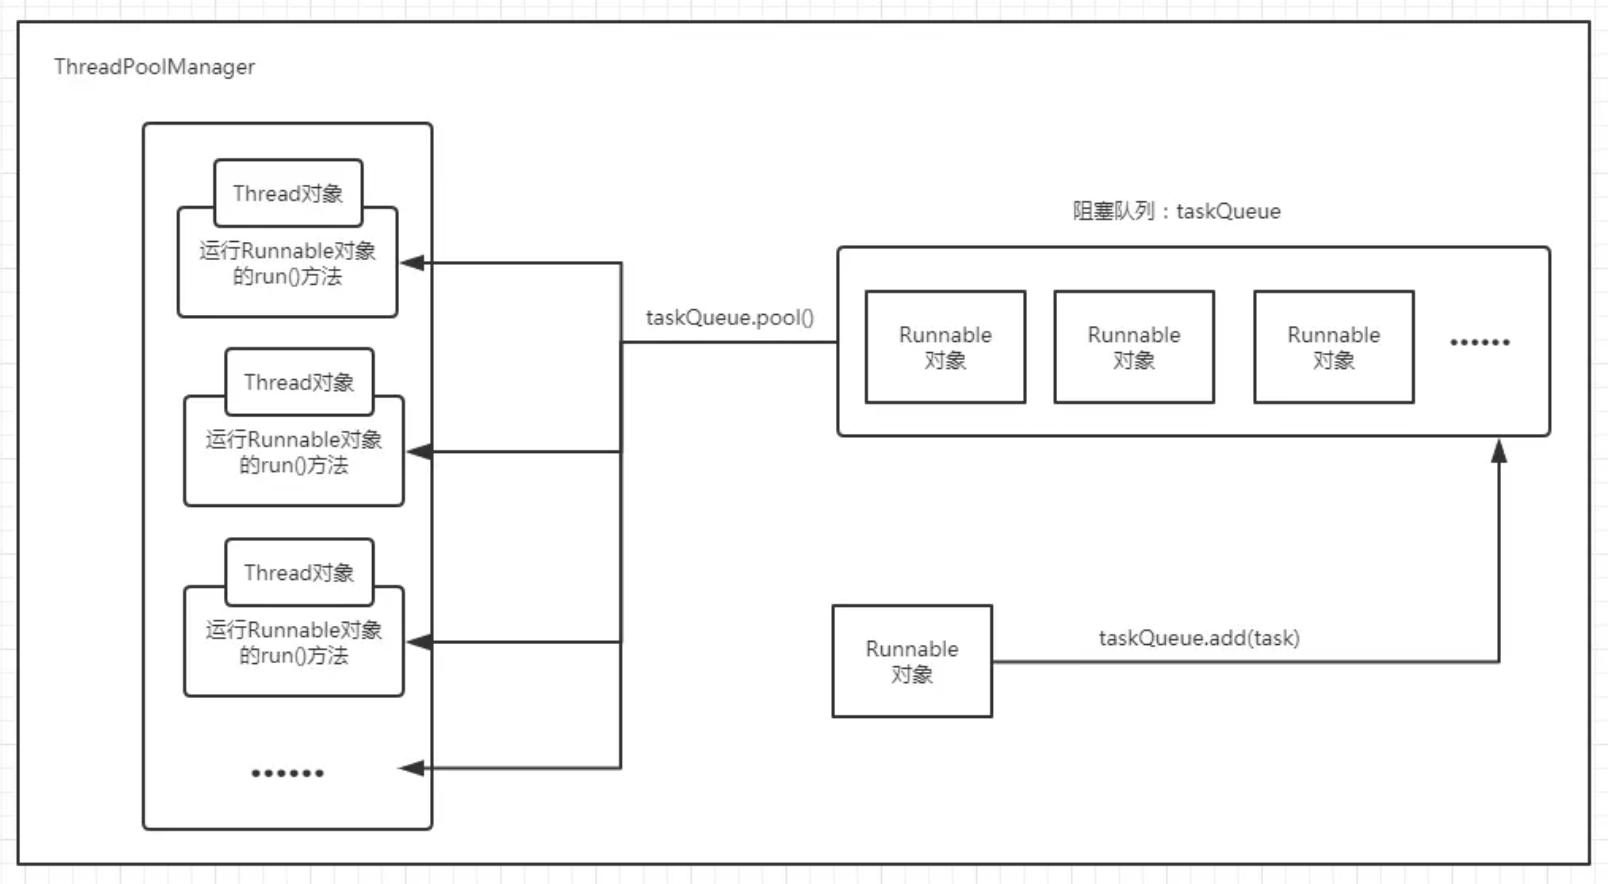 ThreadPoolManager
Thread对象
运行Runnable对象
的run()方法
Thread对象
运行Runnable对象
的run()方法
Thread对象
运行Runnable对象
的run()方法
······
taskQueue.pool()
阻塞队列：taskQueue
Runnable
对象
Runnable
对象
Runnable
对象
······
Runnable
对象
taskQueue.add(task)